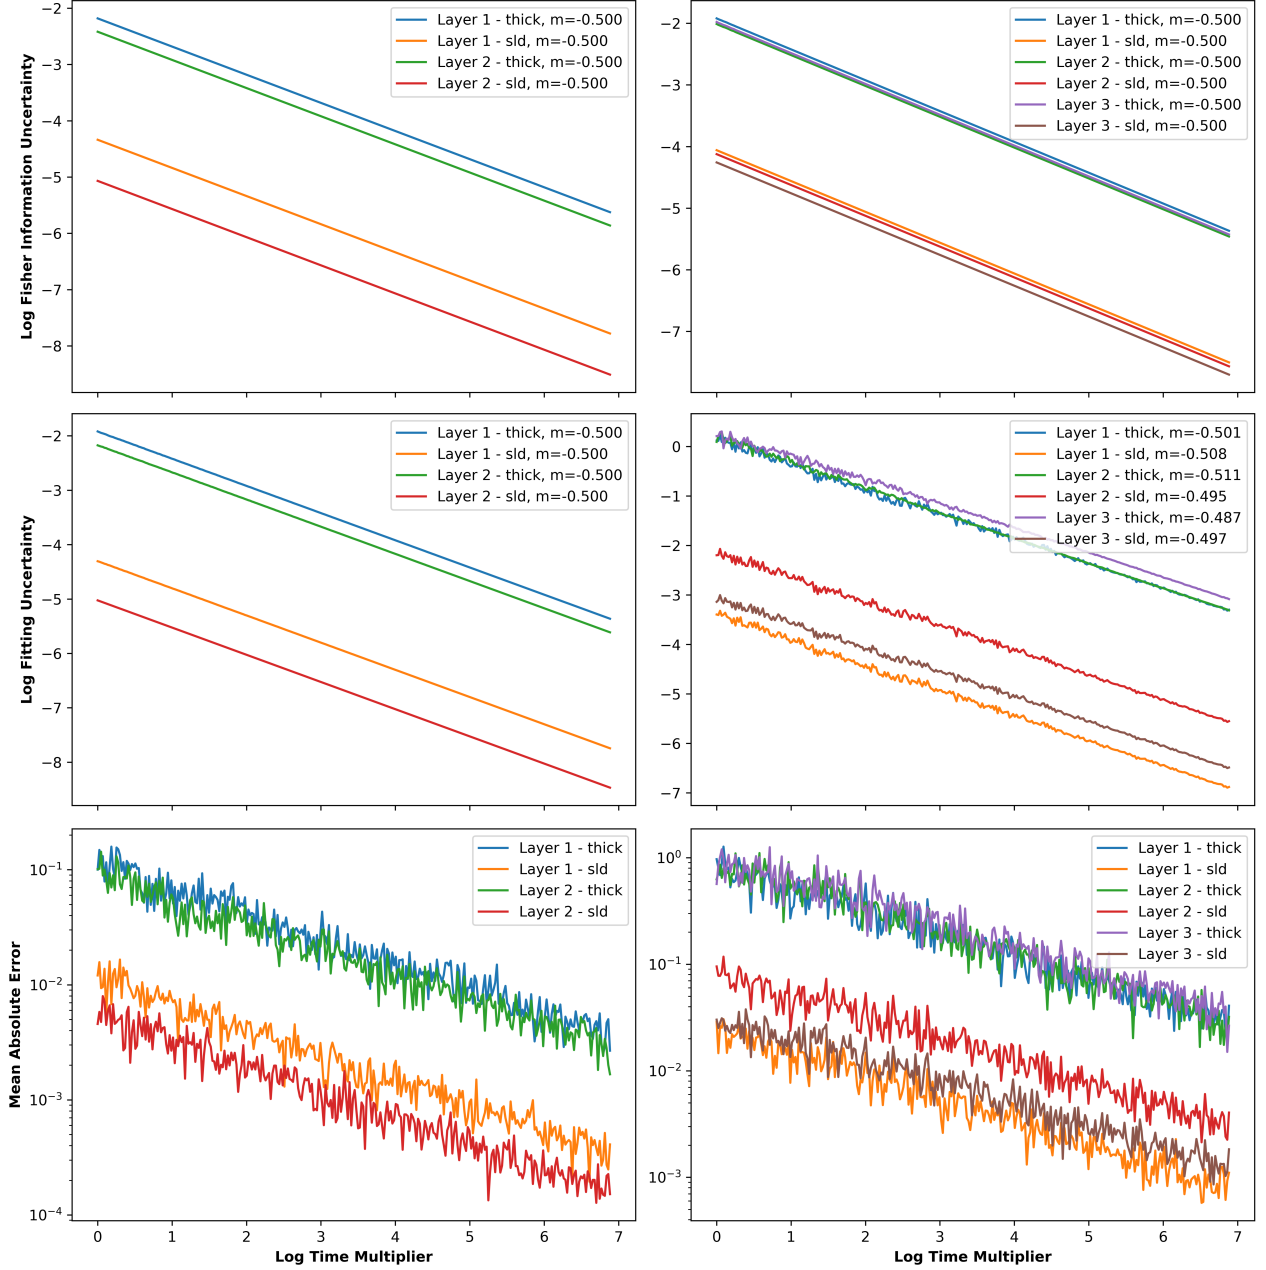 Log Fisher Information Uncertainty
−2
−3
−4
−5
−6
−7
−8
Layer 1 - thick, m=-0.500
Layer 1 - sld, m=-0.500
Layer 2 - thick, m=-0.500
Layer 2 - sld, m=-0.500
−2
−3
−4
−5
−6
−7
Layer 1 - thick, m=-0.500
Layer 1 - sld, m=-0.500
Layer 2 - thick, m=-0.500
Layer 2 - sld, m=-0.500
Layer 3 - thick, m=-0.500
Layer 3 - sld, m=-0.500
Log Fitting Uncertainty
−2
−3
−4
−5
−6
−7
−8
Layer 1 - thick, m=-0.500
Layer 1 - sld, m=-0.500
Layer 2 - thick, m=-0.500
Layer 2 - sld, m=-0.500
0
−1
−2
−3
−4
−5
−6
−7
Layer 1 - thick, m=-0.501
Layer 1 - sld, m=-0.508
Layer 2 - thick, m=-0.511
Layer 2 - sld, m=-0.495
Layer 3 - thick, m=-0.487
Layer 3 - sld, m=-0.497
Mean Absolute Error
10⁻¹
10⁻²
10⁻³
10⁻⁴
Layer 1 - thick
Layer 1 - sld
Layer 2 - thick
Layer 2 - sld
0 1 2 3 4 5 6 7
Log Time Multiplier
10⁰
10⁻¹
10⁻²
10⁻³
Layer 1 - thick
Layer 1 - sld
Layer 2 - thick
Layer 2 - sld
Layer 3 - thick
Layer 3 - sld
0 1 2 3 4 5 6 7
Log Time Multiplier